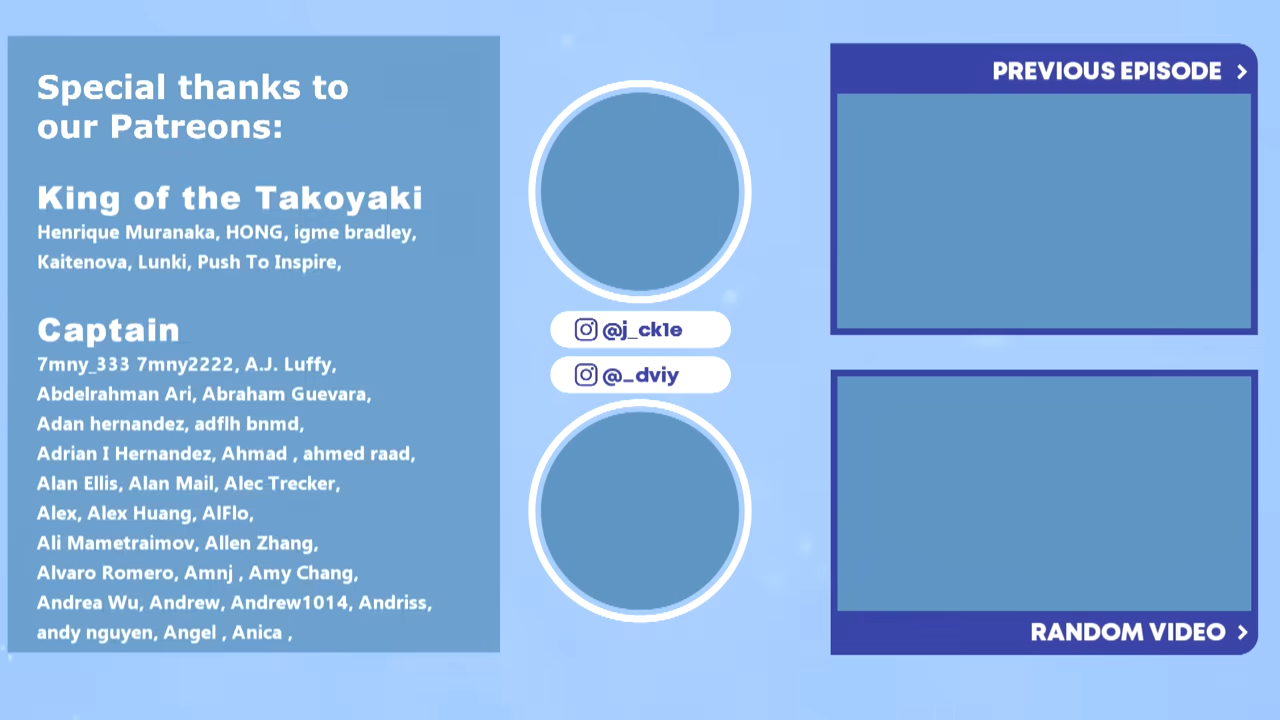 Special thanks to
our Patreons:
King of the Takoyaki
Henrique Muranaka, HONG, igme bradley,
Kaitenova, Lunki, Push To Inspire,
Captain
7mny_333 7mny2222, A.J. Luffy,
Abdelrahman Ari, Abraham Guevara,
Adan hernandez, adflh bnmd,
Adrian I Hernandez, Ahmad , ahmed raad,
Alan Ellis, Alan Mail, Alec Trecker,
Alex, Alex Huang, AlFlo,
Ali Mametraimov, Allen Zhang,
Alvaro Romero, Amnj , Amy Chang,
Andrea Wu, Andrew, Andrew1014, Andriss,
andy nguyen, Angel , Anica ,
@j_ck1e
@_dviy
PREVIOUS EPISODE >
RANDOM VIDEO >